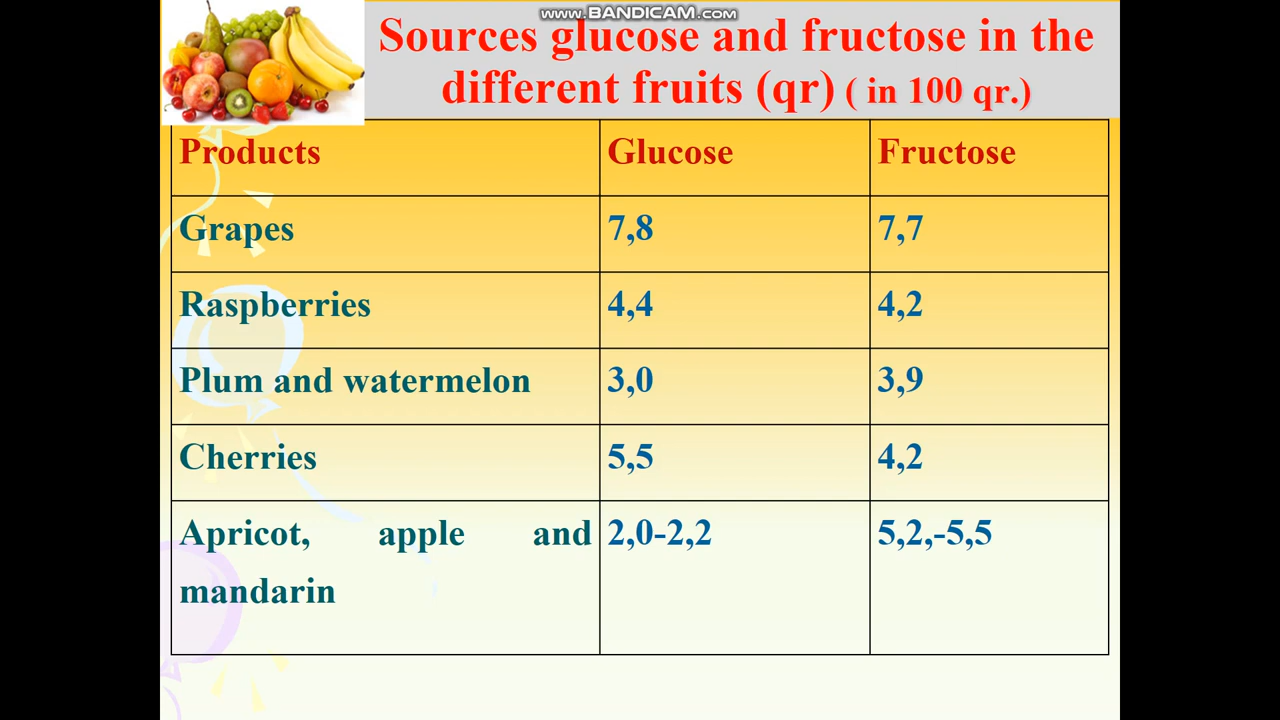 www.BANDICAM.com
Sources glucose and fructose in the
different fruits (qr) ( in 100 qr.)
Products Glucose Fructose
Grapes 7,8 7,7
Raspberries 4,4 4,2
Plum and watermelon 3,0 3,9
Cherries 5,5 4,2
Apricot, apple and 2,0-2,2 5,2,-5,5
mandarin